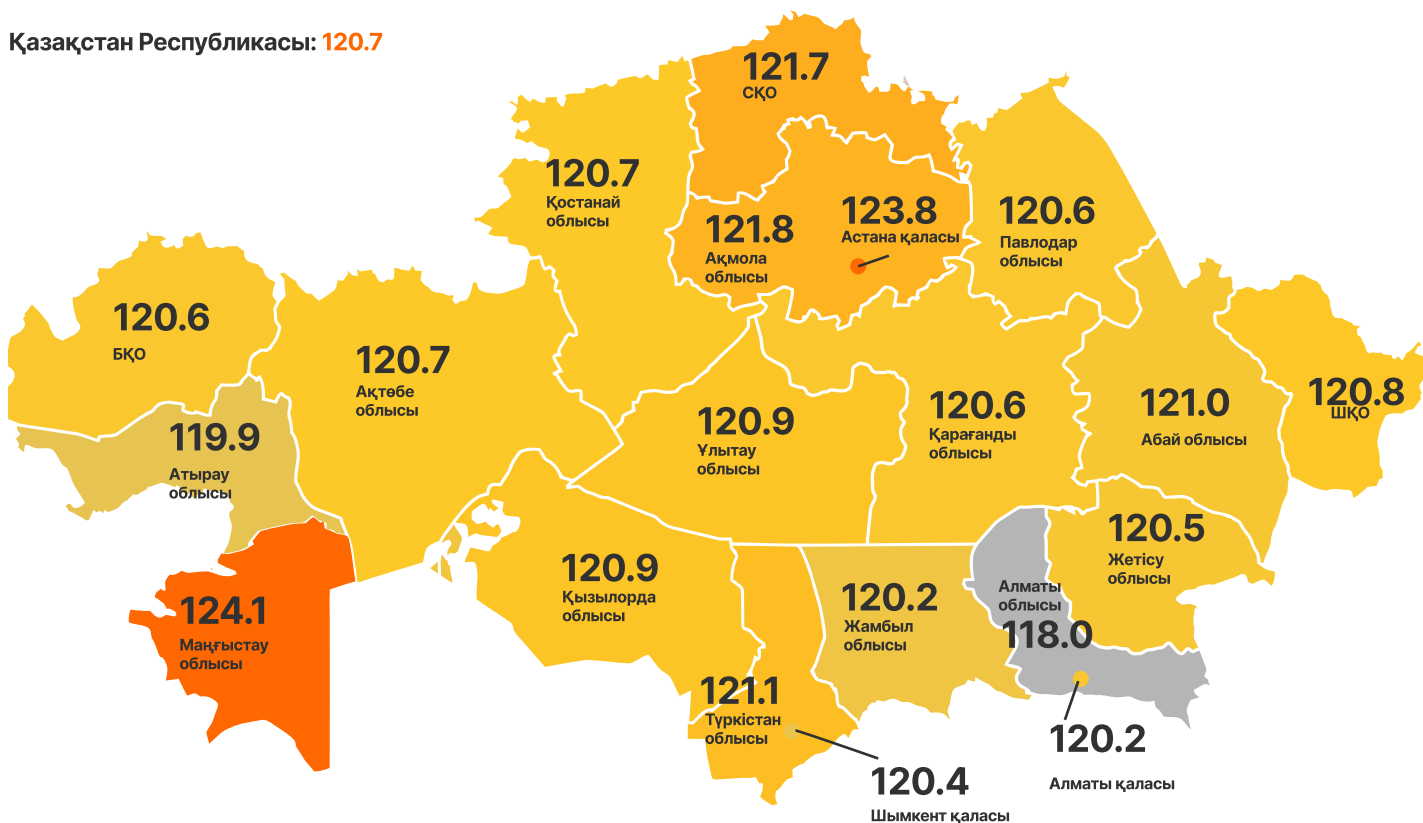 Қазақстан Республикасы: 120.7
121.7
СҚО
120.7
Қостанай
облысы
121.8
Ақмола
облысы
123.8
Астана қаласы
120.6
Павлодар
облысы
120.6
БҚО
120.7
Ақтөбе
облысы
119.9
Атырау
облысы
120.9
Ұлытау
облысы
120.6
Қарағанды
облысы
121.0
Абай облысы
120.8
ШҚО
124.1
Маңғыстау
облысы
120.9
Қызылорда
облысы
120.2
Жамбыл
облысы
Алматы
облысы
118.0
120.5
Жетісу
облысы
121.1
Түркістан
облысы
120.4
Шымкент қаласы
120.2
Алматы қаласы